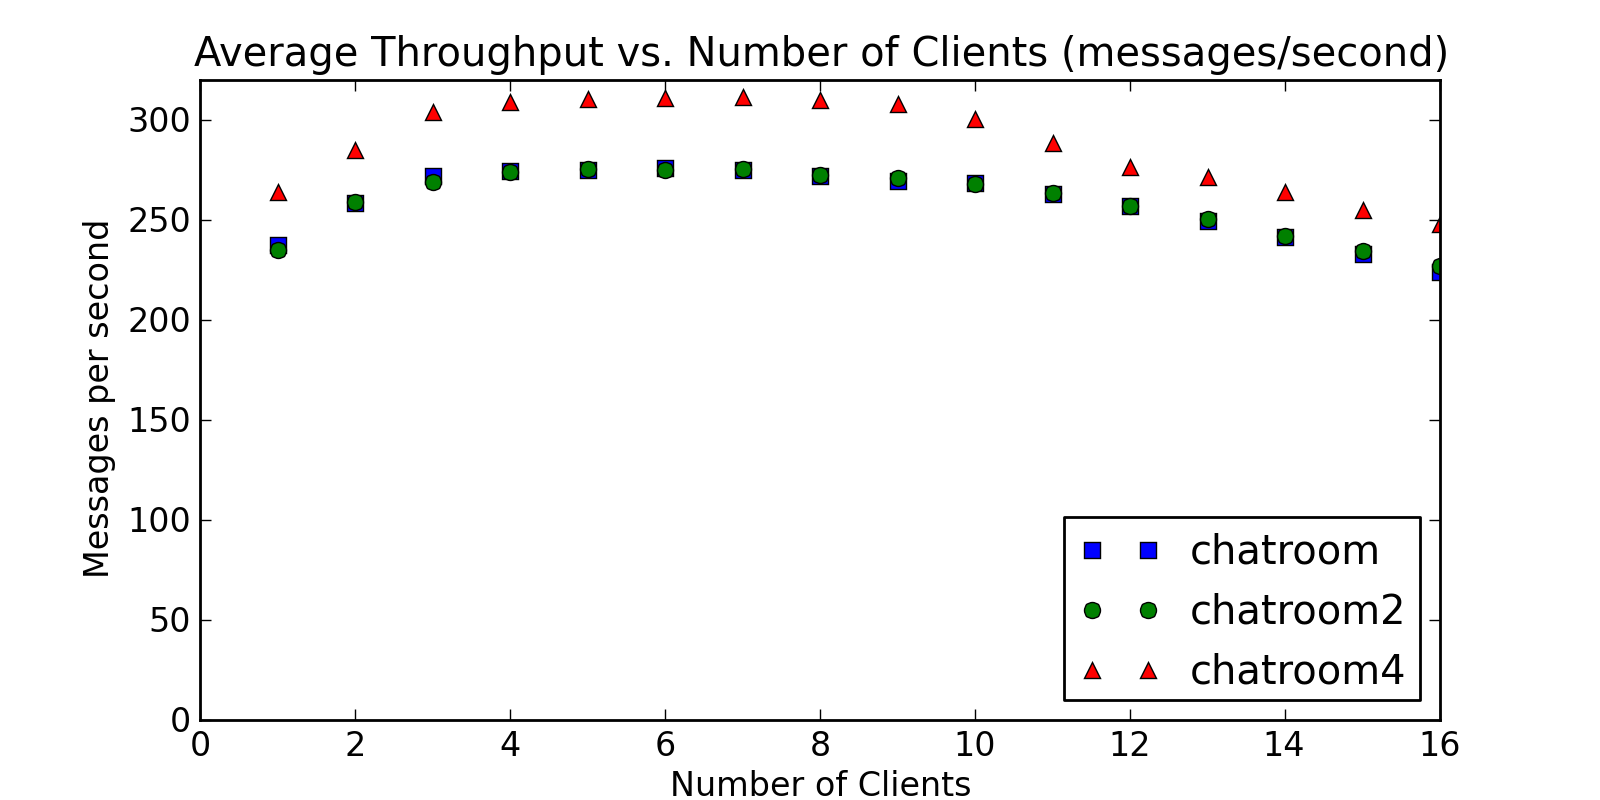 Average Throughput vs. Number of Clients (messages/second)
300
250
200
150
100
50
0
Messages per second
chatroom
chatroom2
chatroom4
0 2 4 6 8 10 12 14 16
Number of Clients